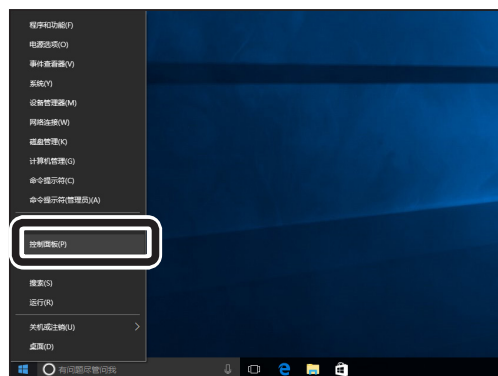 程序和功能(F)
电源选项(O)
事件查看器(V)
系统(Y)
设备管理器(M)
网络连接(W)
磁盘管理(K)
计算机管理(G)
命令提示符(C)
命令提示符(管理员)(A)
控制面板(P)
搜索(S)
运行(R)
关机或注销(U)
桌面(D)
有问题尽管问我